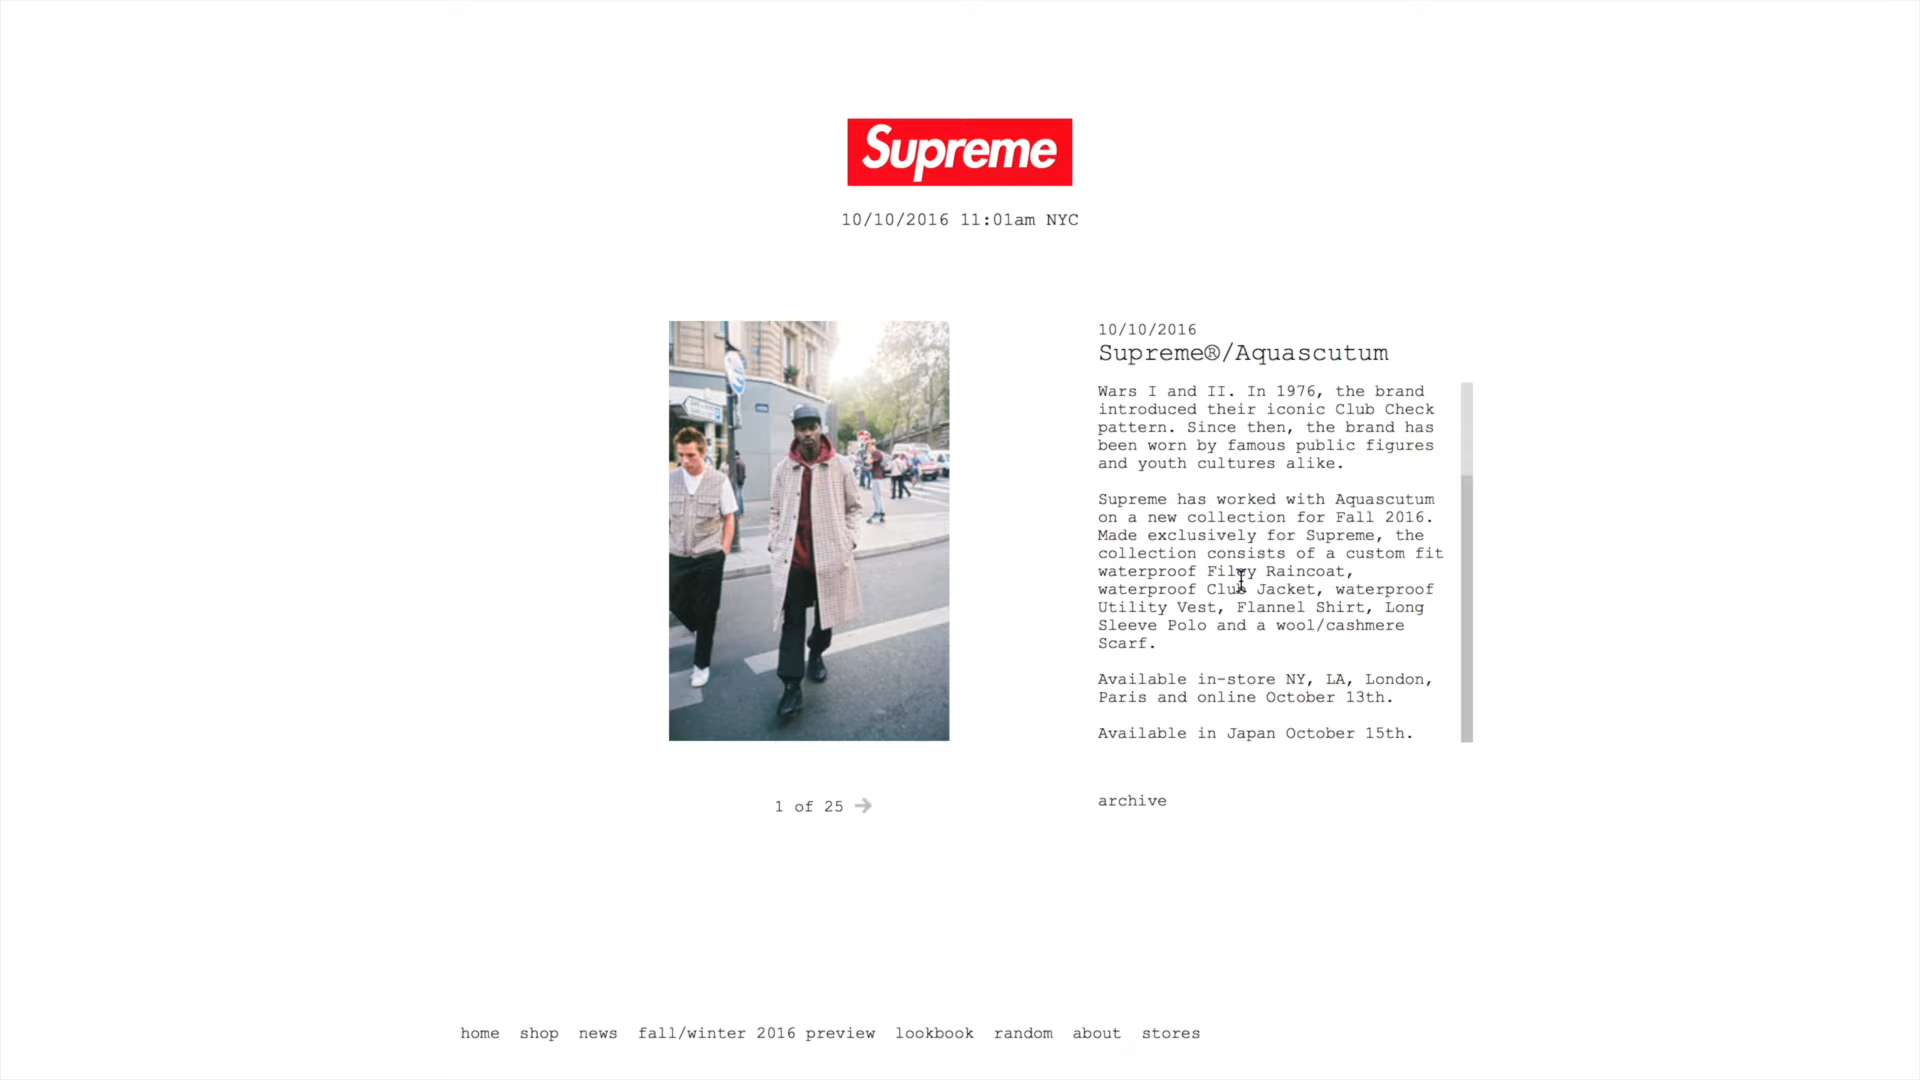 Supreme
10/10/2016 11:01am NYC
10/10/2016
Supreme®/Aquascutum
Wars I and II. In 1976, the brand
introduced their iconic Club Check
pattern. Since then, the brand has
been worn by famous public figures
and youth cultures alike.
Supreme has worked with Aquascutum
on a new collection for Fall 2016.
Made exclusively for Supreme, the
collection consists of a custom fit
waterproof Filey Raincoat,
waterproof Club Jacket, waterproof
Utility Vest, Flannel Shirt, Long
Sleeve Polo and a wool/cashmere
Scarf.
Available in-store NY, LA, London,
Paris and online October 13th.
Available in Japan October 15th.
1 of 25
archive
home shop news fall/winter 2016 preview lookbook random about stores